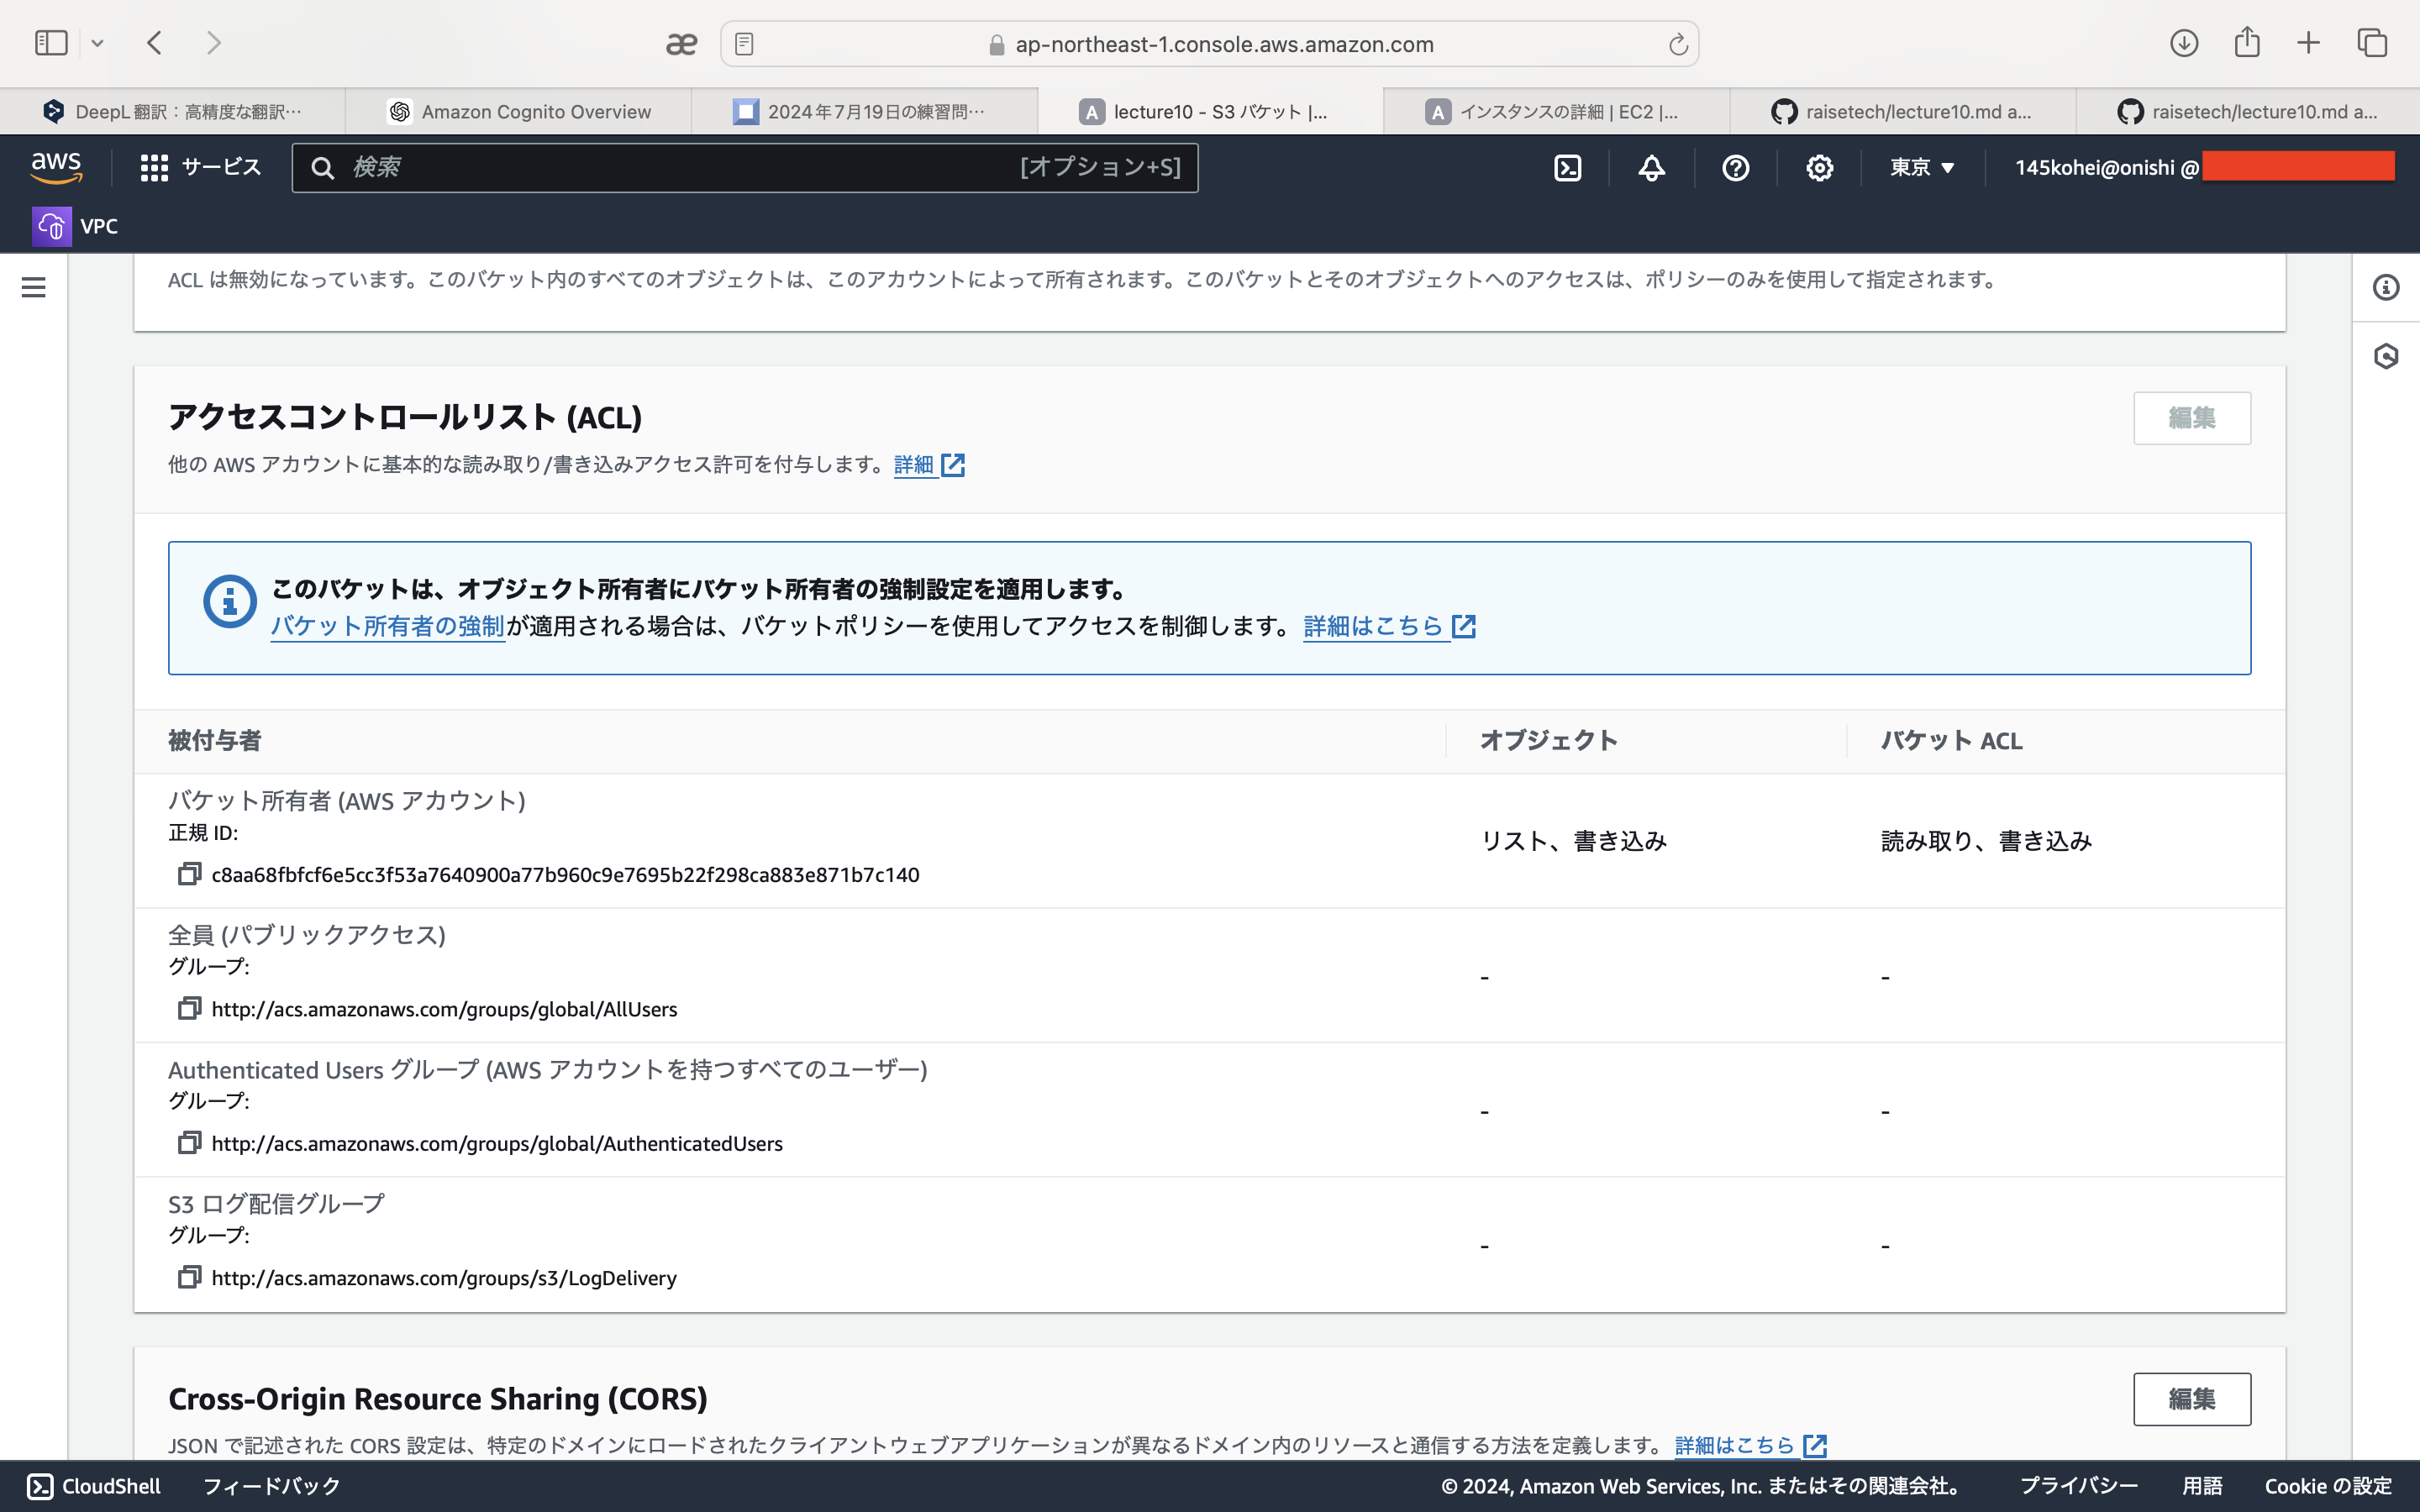 ap-northeast-1.console.aws.amazon.com
DeepL 翻訳：高精度な翻訳…
Amazon Cognito Overview
2024年7月19日の練習問…
lecture10 - S3 バケット |...
インスタンスの詳細 | EC2 |...
raisetech/lecture10.md a...
raisetech/lecture10.md a...
aws
サービス
検索
[オプション+S]
東京 ▼
145kohei@onishi @
VPC
ACL は無効になっています。このバケット内のすべてのオブジェクトは、このアカウントによって所有されます。このバケットとそのオブジェクトへのアクセスは、ポリシーのみを使用して指定されます。
アクセスコントロールリスト (ACL)
編集
他の AWS アカウントに基本的な読み取り/書き込みアクセス許可を付与します。詳細
このバケットは、オブジェクト所有者にバケット所有者の強制設定を適用します。
バケット所有者の強制が適用される場合は、バケットポリシーを使用してアクセスを制御します。詳細はこちら
被付与者
オブジェクト
バケット ACL
バケット所有者 (AWS アカウント)
正規 ID:
c8aa68fbfcf6e5cc3f53a7640900a77b960c9e7695b22f298ca883e871b7c140
リスト、書き込み
読み取り、書き込み
全員 (パブリックアクセス)
グループ:
http://acs.amazonaws.com/groups/global/AllUsers
-
-
Authenticated Users グループ (AWS アカウントを持つすべてのユーザー)
グループ:
http://acs.amazonaws.com/groups/global/AuthenticatedUsers
-
-
S3 ログ配信グループ
グループ:
http://acs.amazonaws.com/groups/s3/LogDelivery
-
-
Cross-Origin Resource Sharing (CORS)
編集
JSON で記述された CORS 設定は、特定のドメインにロードされたクライアントウェブアプリケーションが異なるドメイン内のリソースと通信する方法を定義します。詳細はこちら
CloudShell
フィードバック
© 2024, Amazon Web Services, Inc. またはその関連会社。
プライバシー
用語
Cookie の設定